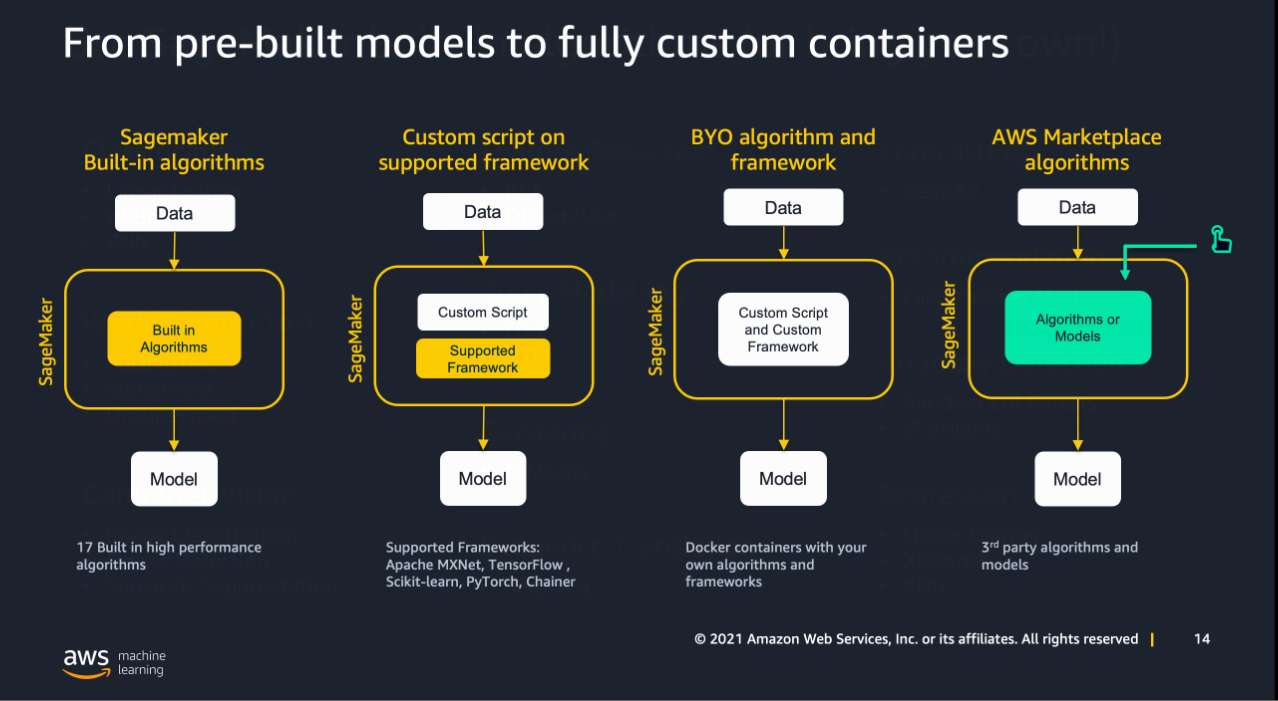 From pre-built models to fully custom containers
Sagemaker
Built-in algorithms
Data
SageMaker
Built in
Algorithms
Model
17 Built in high performance
algorithms
Custom script on
supported framework
Data
SageMaker
Custom Script
Supported
Framework
Model
Supported Frameworks:
Apache MXNet, TensorFlow ,
Scikit-learn, PyTorch, Chainer
BYO algorithm and
framework
Data
SageMaker
Custom Script
and Custom
Framework
Model
Docker containers with your
own algorithms and
frameworks
AWS Marketplace
algorithms
Data
SageMaker
Algorithms or
Models
Model
3rd party algorithms and
models
© 2021 Amazon Web Services, Inc. or its affiliates. All rights reserved |
14
aws machine
learning